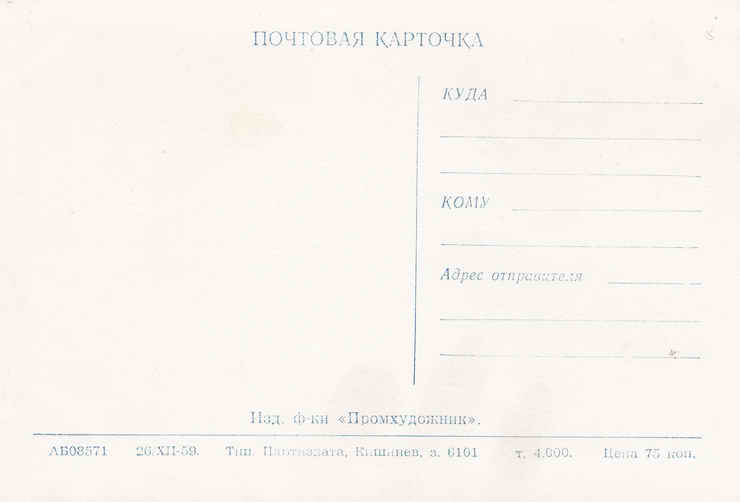 ПОЧТОВАЯ КАРТОЧКА
КУДА
КОМУ
Адрес отправителя
Изд. ф-ки «Промхудожник».
АБ08571 26/XII-59. Тип. Партиздата, Кишинев, з. 6101 т. 4.000. Цена 75 коп.